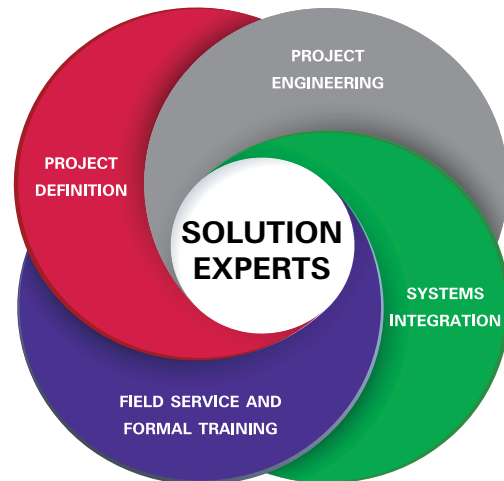 PROJECT
ENGINEERING
PROJECT
DEFINITION
SOLUTION
EXPERTS
SYSTEMS
INTEGRATION
FIELD SERVICE AND
FORMAL TRAINING